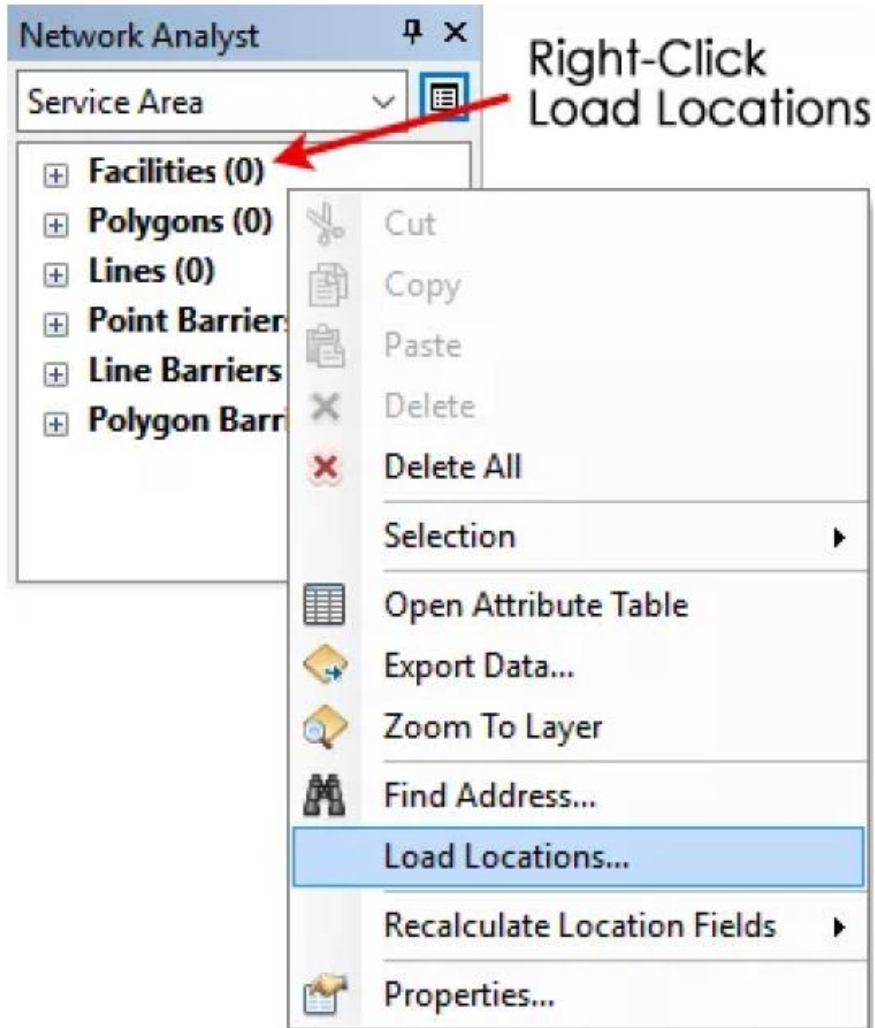 Network Analyst
Right-Click
Load Locations
Service Area
Facilities (0)
Polygons (0)
Lines (0)
Point Barrier
Line Barriers
Polygon Barri
Cut
Copy
Paste
Delete
Delete All
Selection
Open Attribute Table
Export Data...
Zoom To Layer
Find Address...
Load Locations...
Recalculate Location Fields
Properties...